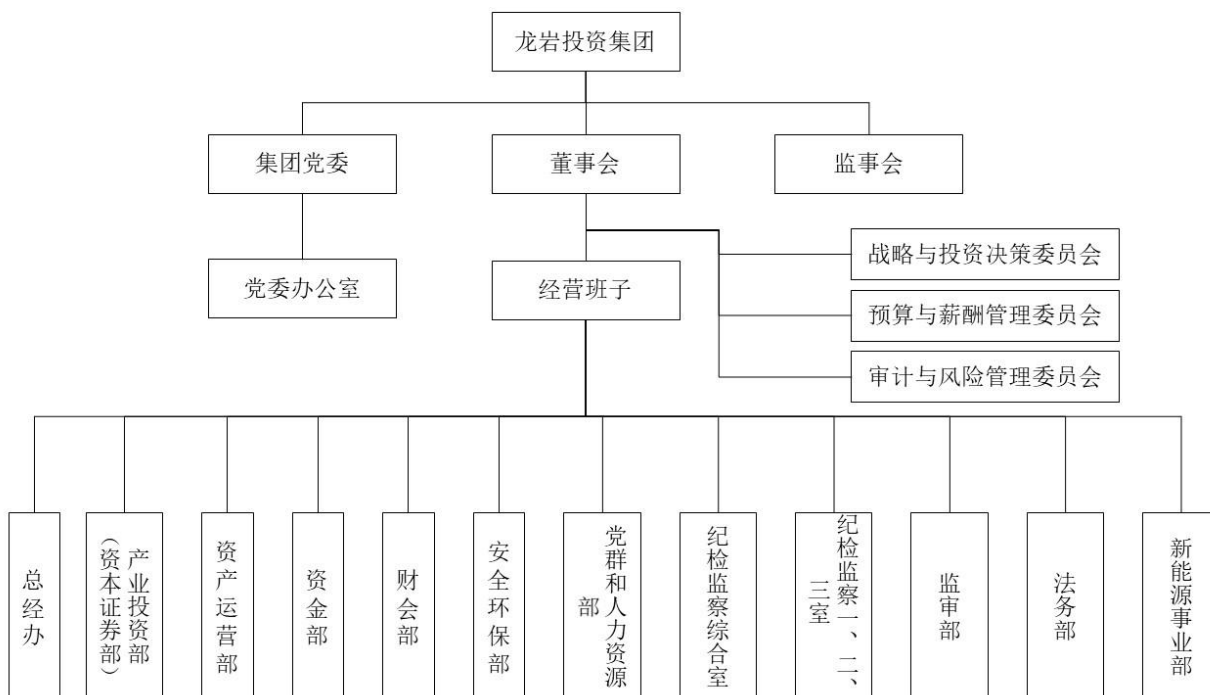 龙岩投资集团
集团党委
董事会
监事会
党委办公室
经营班子
战略与投资决策委员会
预算与薪酬管理委员会
审计与风险管理委员会
总经办
产业投资部
（资本证券部）
资产运营部
资金部
财会部
安全环保部
党群和人力资源
部
纪检监察综合室
纪检监察一、二、
三室
监审部
法务部
新能源事业部